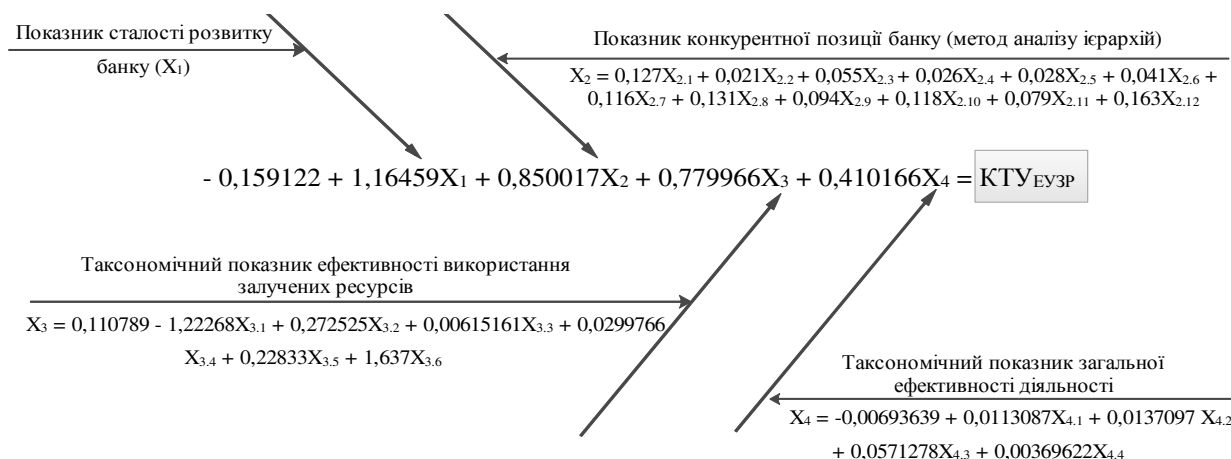 Показник сталості розвитку
банку (X1)
Показник конкурентної позиції банку (метод аналізу ієрархій)
X2 = 0,127X2.1 + 0,021X2.2 + 0,055X2.3 + 0,026X2.4 + 0,028X2.5 + 0,041X2.6 +
0,116X2.7 + 0,131X2.8 + 0,094X2.9 + 0,118X2.10 + 0,079X2.11 + 0,163X2.12
- 0,159122 + 1,16459X1 + 0,850017X2 + 0,779966X3 + 0,410166X4 = КТУЕУЗР
Таксономічний показник ефективності використання
залучених ресурсів
X3 = 0,110789 - 1,22268X3.1 + 0,272525X3.2 + 0,00615161X3.3 + 0,0299766
X3.4 + 0,22833X3.5 + 1,637X3.6
Таксономічний показник загальної
ефективності діяльності
X4 = -0,00693639 + 0,0113087X4.1 + 0,0137097 X4.2
+ 0,0571278X4.3 + 0,00369622X4.4